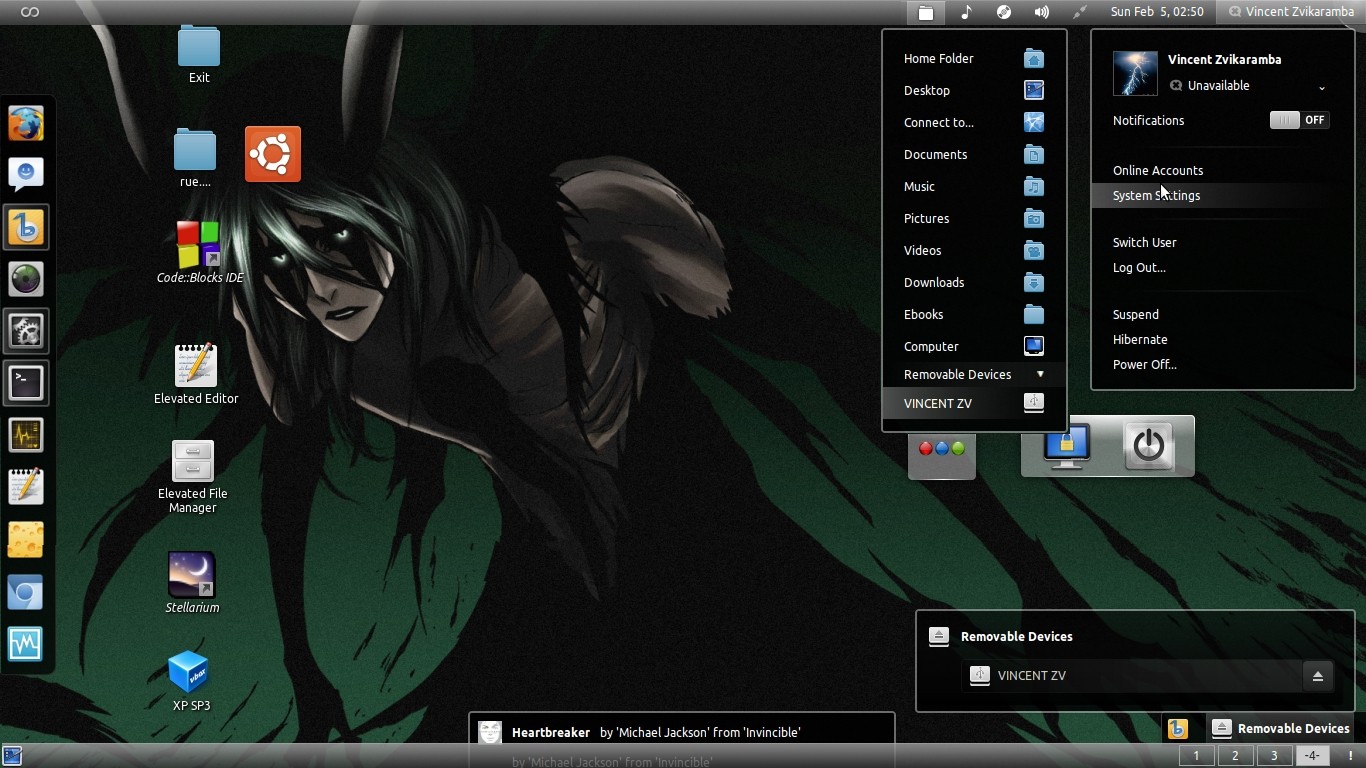 Sun Feb 5, 02:50
Vincent Zvikaramba
Exit
rue....
Code::Blocks IDE
Elevated Editor
Elevated File
Manager
Stellarium
vbox
XP SP3
Home Folder
Desktop
Connect to...
Documents
Music
Pictures
Videos
Downloads
Ebooks
Computer
Removable Devices
VINCENT ZV
Vincent Zvikaramba
Unavailable
Notifications OFF
Online Accounts
System Settings
Switch User
Log Out...
Suspend
Hibernate
Power Off...
Removable Devices
VINCENT ZV
Heartbreaker by 'Michael Jackson' from 'Invincible'
by 'Michael Jackson' from 'Invincible'
Removable Devices
1 2 3 -4- !